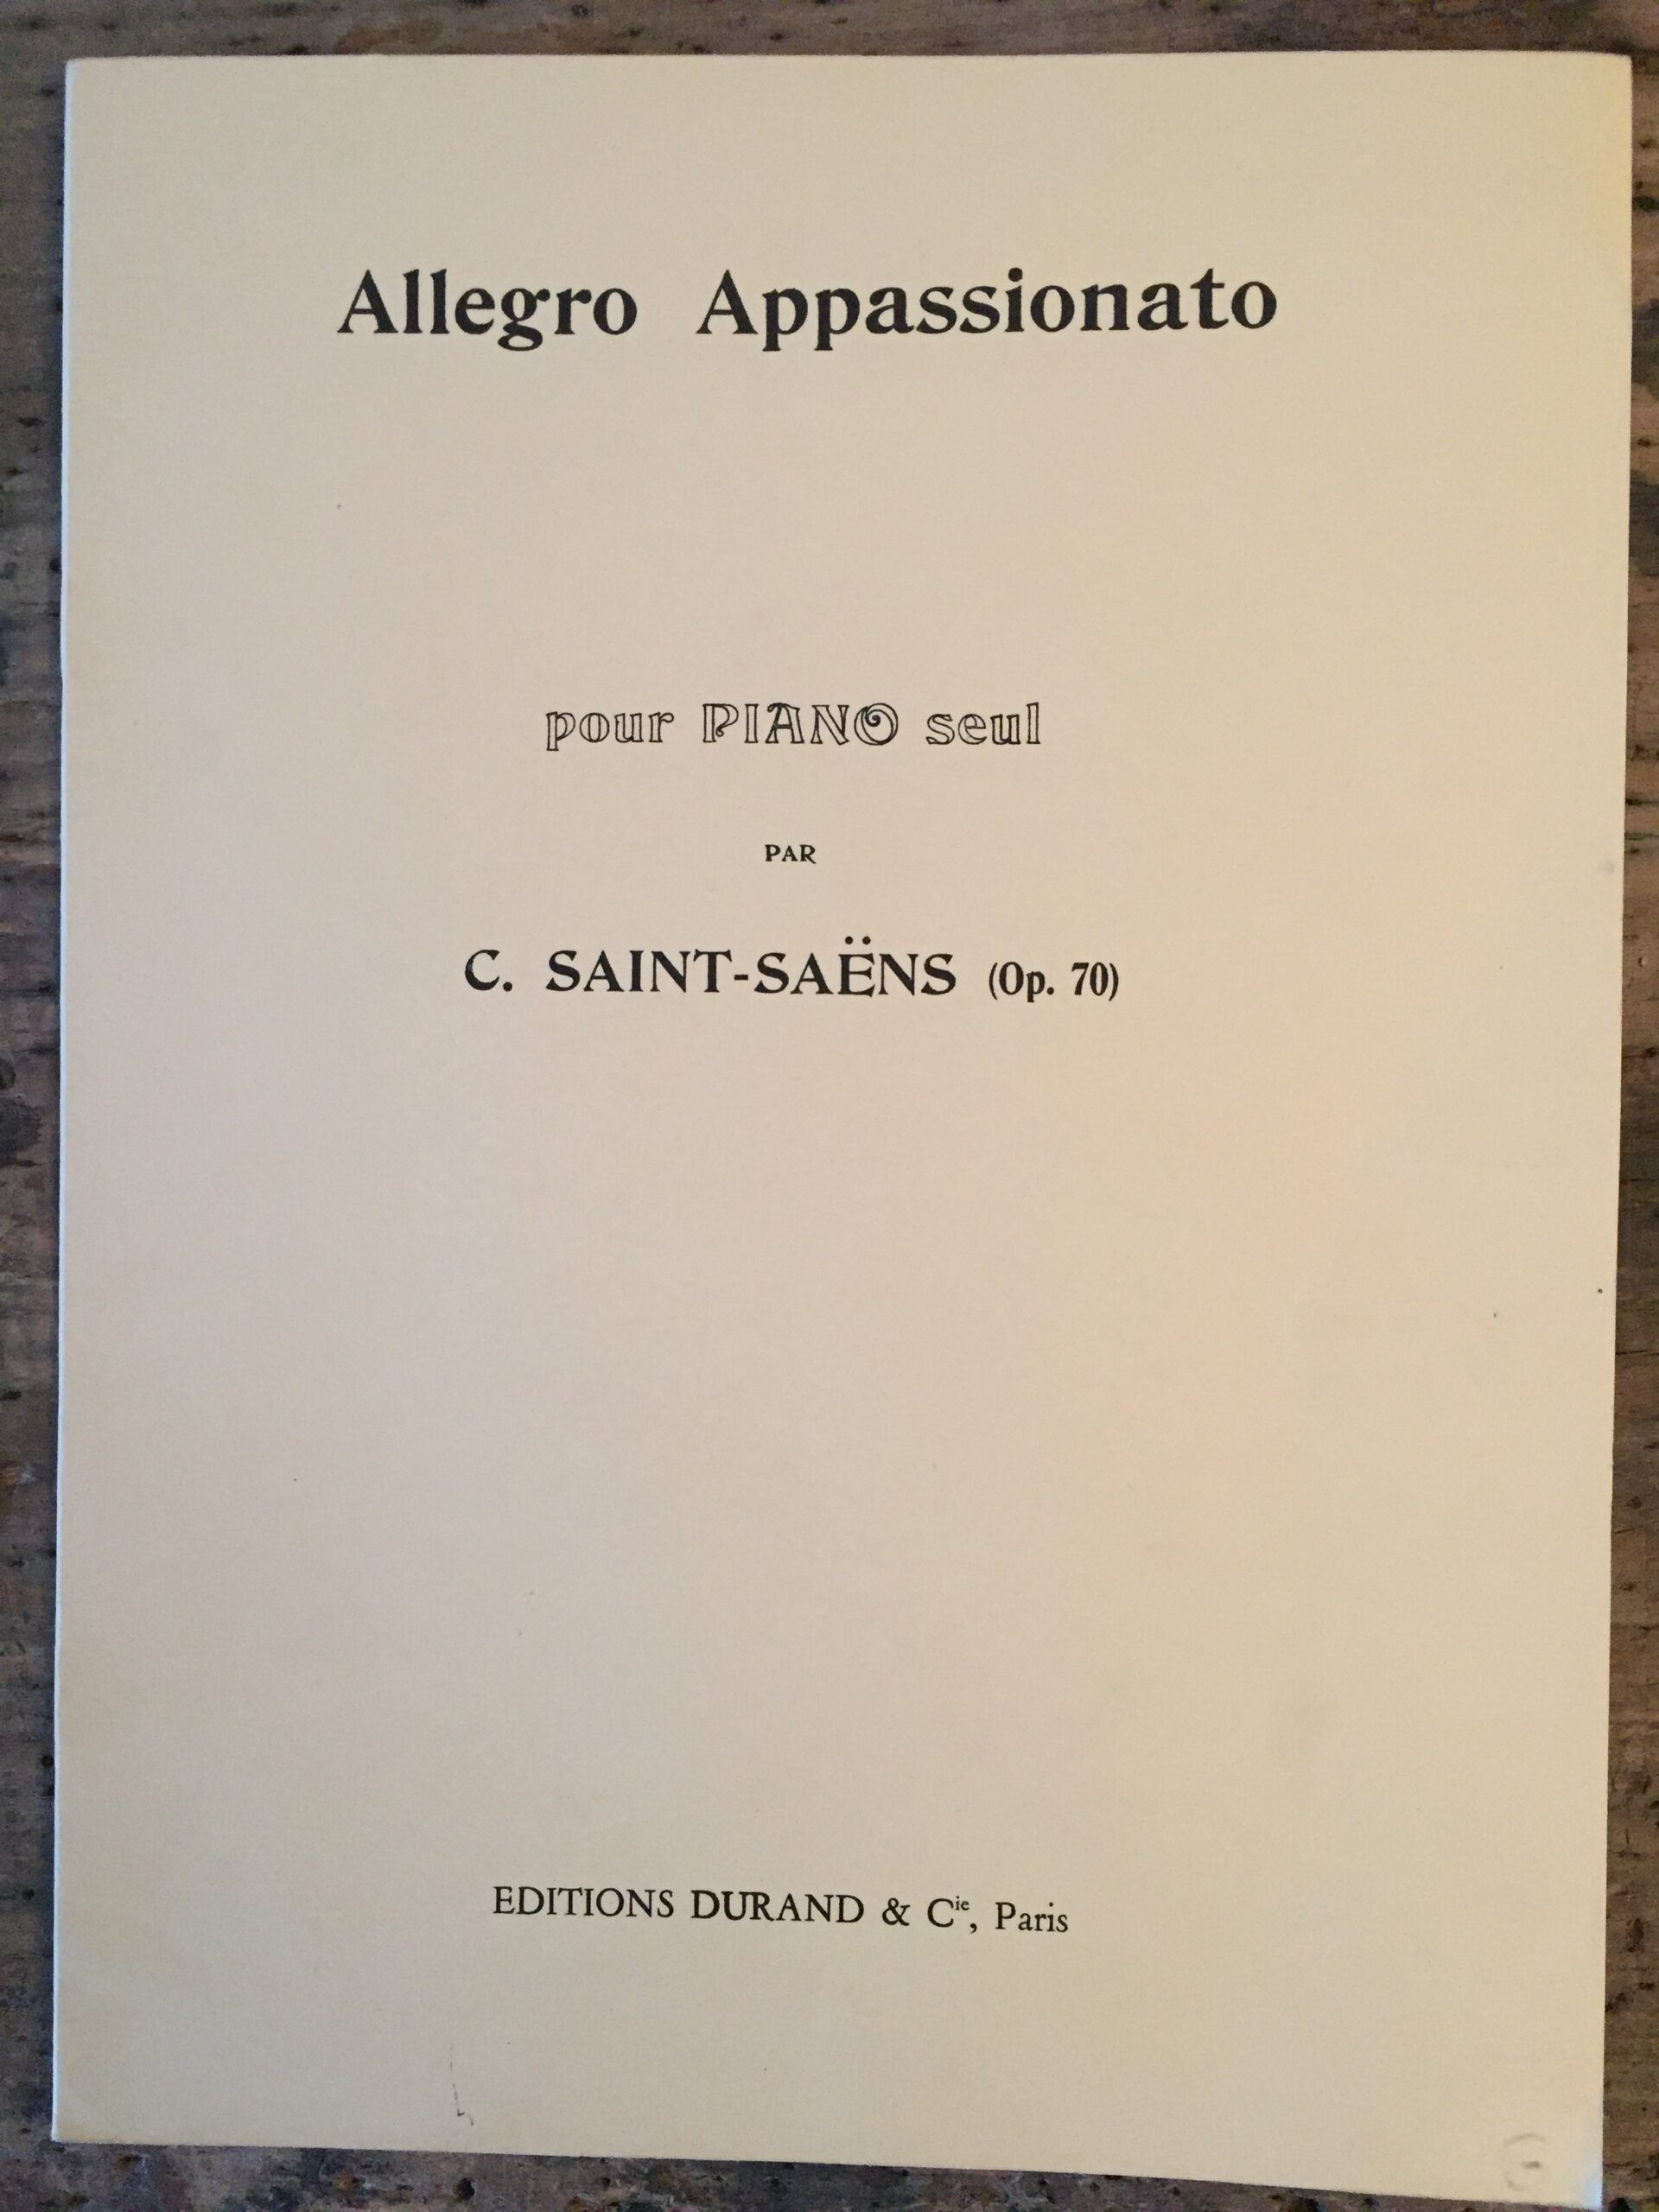 Allegro Appassionato
pour PIANO seul
PAR
C. SAINT-SAËNS (Op. 70)
EDITIONS DURAND & Cie, Paris